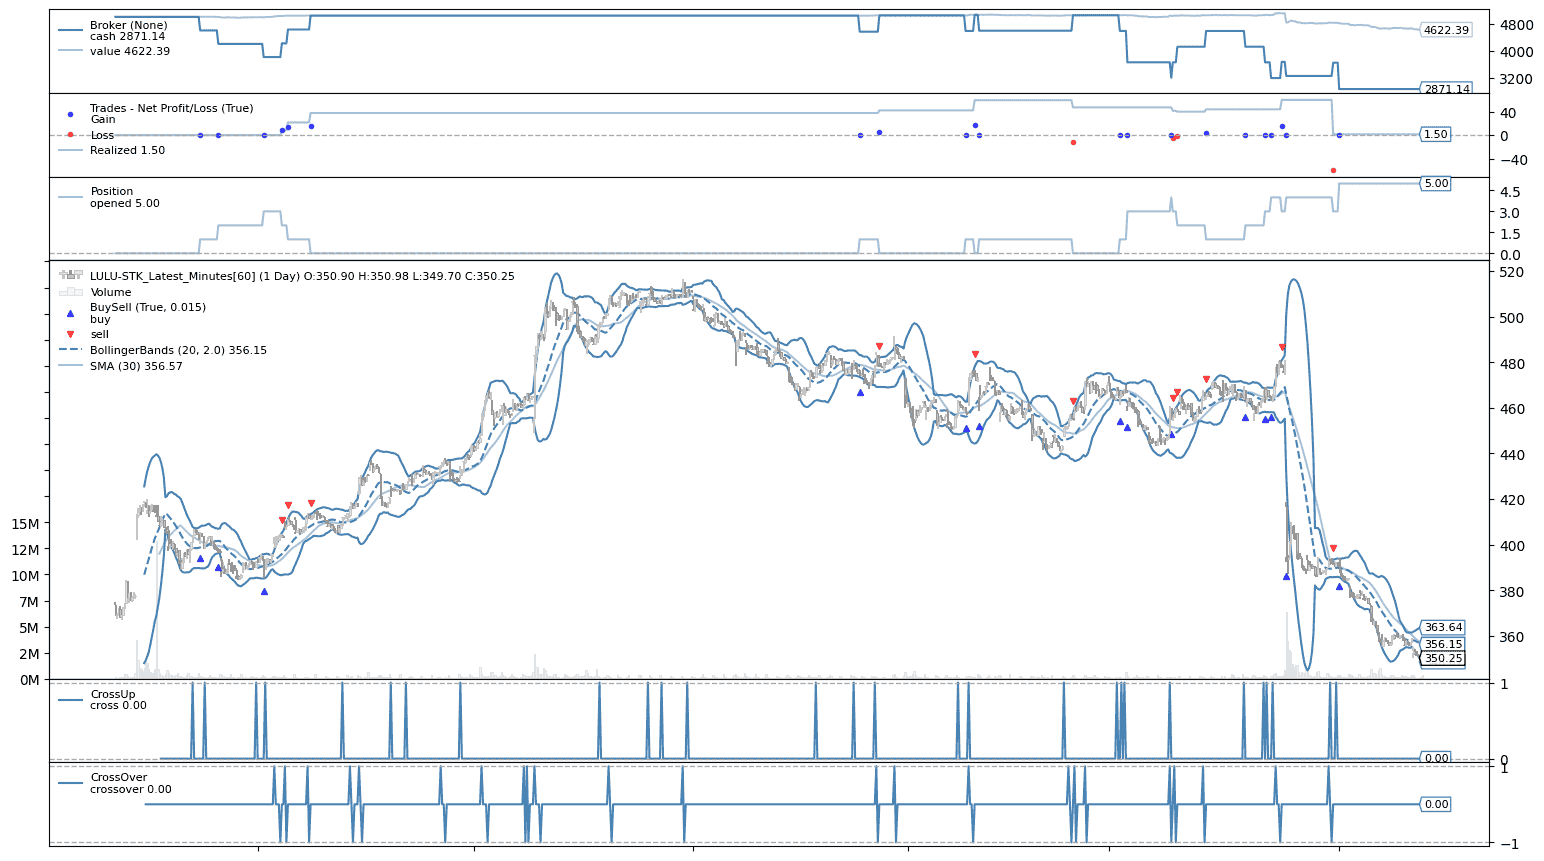 Broker (None)
cash 2871.14
value 4622.39
4800
4622.39
4000
3200
2871.14
Trades - Net Profit/Loss (True)
Gain
Loss
Realized 1.50
40
0
1.50
−40
Position
opened 5.00
5.00
4.5
3.0
1.5
0.0
LULU-STK_Latest_Minutes[60] (1 Day) O:350.90 H:350.98 L:349.70 C:350.25
Volume
BuySell (True, 0.015)
buy
sell
BollingerBands (20, 2.0) 356.15
SMA (30) 356.57
520
500
480
460
440
420
400
380
360
363.64
356.15
350.25
15M
12M
10M
7M
5M
2M
0M
CrossUp
cross 0.00
1
0
0.00
CrossOver
crossover 0.00
1
0.00
−1